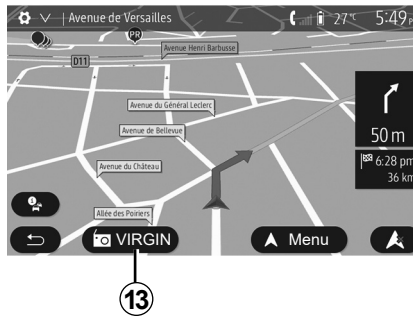 Avenue de Versailles
27°C
5:49
PR
Avenue Henri Barbusse
D11
Avenue du Général Leclerc
Avenue de Bellevue
50 m
6:28 pm
Avenue du Château
36 km
Allée des Poiriers
VIRGIN
Menu
13